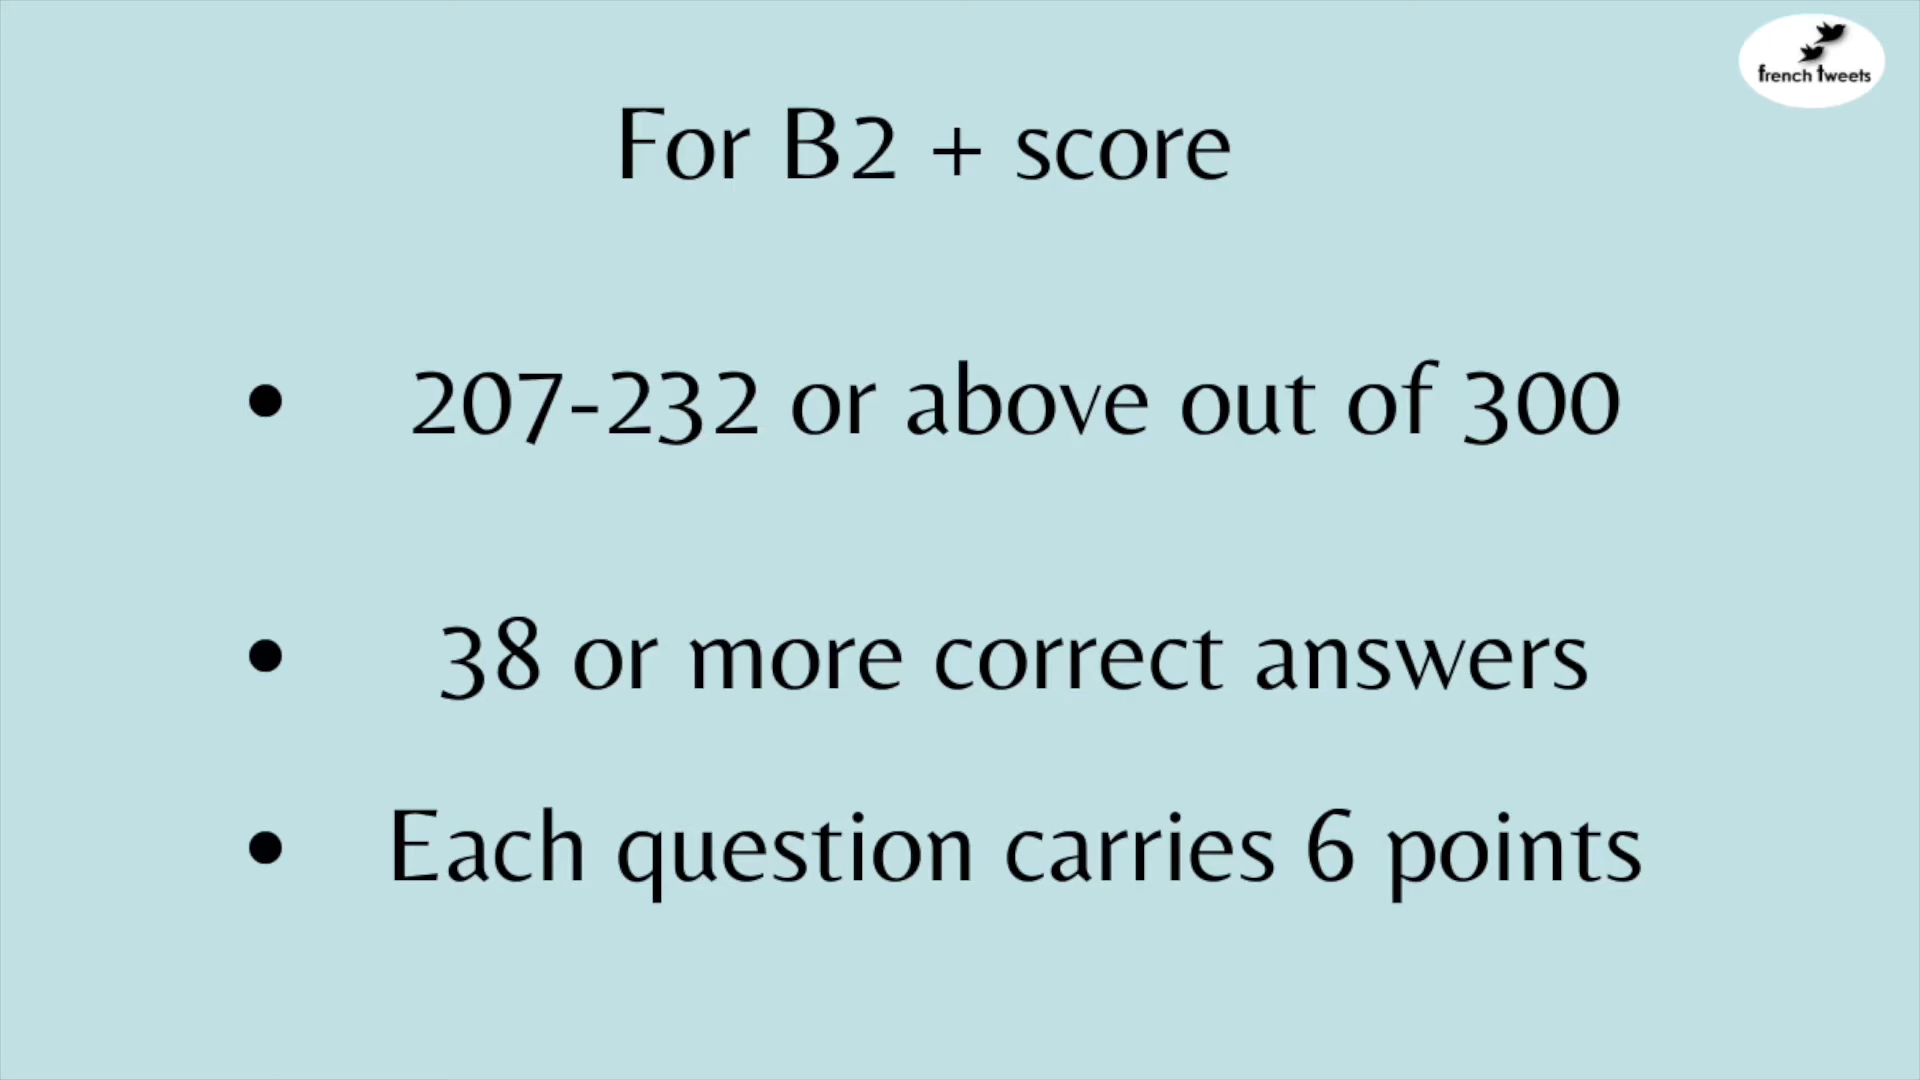 french tweets
For B2 + score
• 207-232 or above out of 300
• 38 or more correct answers
• Each question carries 6 points